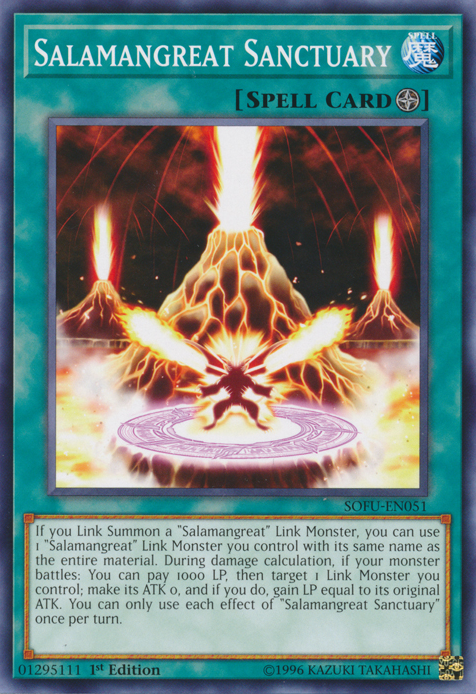 SALAMANGREAT SANCTUARY
SPELL
魔
[SPELL CARD]
SOFU-EN051
If you Link Summon a "Salamangreat" Link Monster, you can use
1 "Salamangreat" Link Monster you control with its same name as
the entire material. During damage calculation, if your monster
battles: You can pay 1000 LP, then target 1 Link Monster you
control; make its ATK 0, and if you do, gain LP equal to its original
ATK. You can only use each effect of "Salamangreat Sanctuary"
once per turn.
01295111 1st Edition ©1996 KAZUKI TAKAHASHI